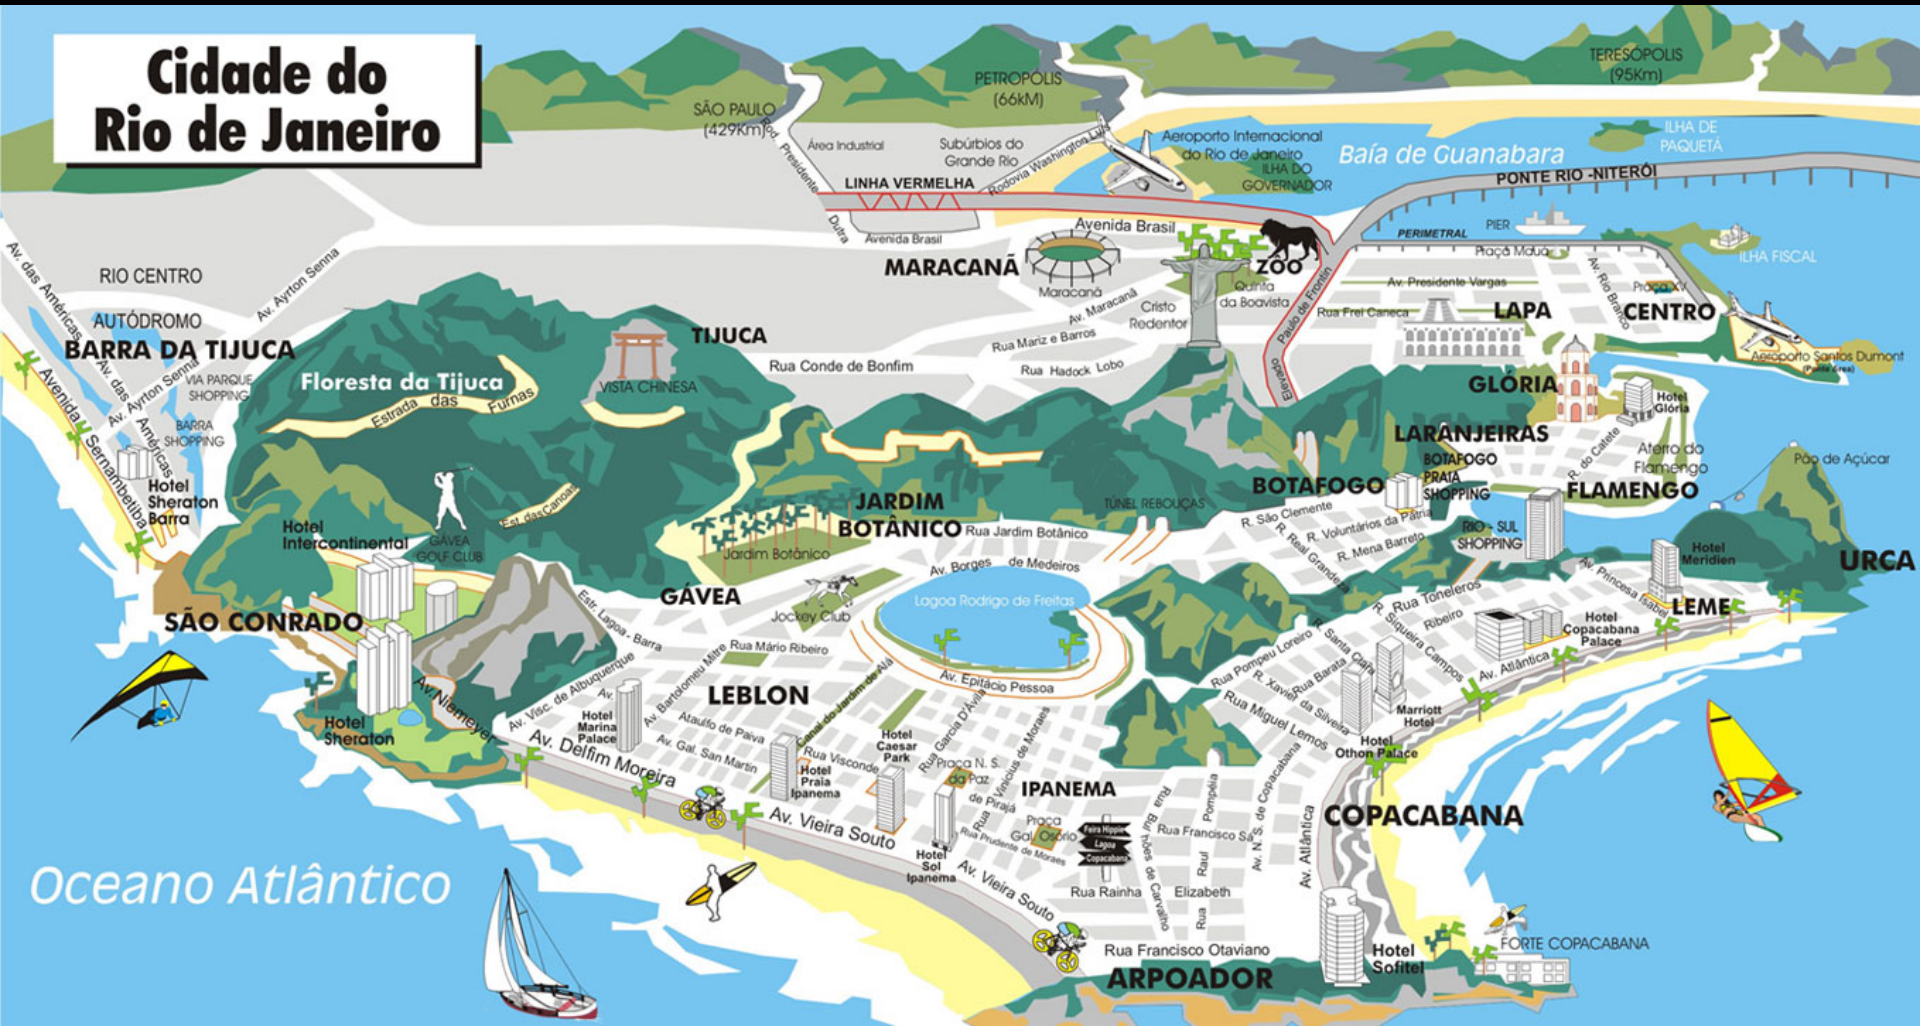 Cidade do
Rio de Janeiro
SÃO PAULO
(429Km)
PETROPÓLIS
(66kM)
TERESÓPOLIS
(95Km)
Rod. Presidente
Dutra
Área Industrial
Subúrbios do
Grande Rio
Rodovia Washington Luis
Aeroporto Internacional
do Rio de Janeiro
ILHA DO
GOVERNADOR
Baía de Guanabara
ILHA DE
PAQUETÁ
PONTE RIO -NITERÓI
LINHA VERMELHA
Avenida Brasil
Avenida Brasil
PERIMETRAL
PIER
Praça Mauá
ILHA FISCAL
MARACANÃ
Maracanã
Av. Maracanã
ZOO
Quinta
da Boavista
Cristo
Redentor
Elevado
Paulo de Frontin
Av. Presidente Vargas
Av. Rio Branco
Praça XV
Rua Frei Caneca
LAPA
CENTRO
Aeroporto Santos Dumont
(Ponte Área)
RIO CENTRO
AUTÓDROMO
BARRA DA TIJUCA
Av. das Américas
Av. das
Américas
Av. Ayrton Senna
Av. Ayrton Senna
VIA PARQUE
SHOPPING
BARRA
SHOPPING
Avenida
Sernambetiba
Hotel
Sheraton
Barra
Floresta da Tijuca
Estrada das Furnas
VISTA CHINESA
TIJUCA
Rua Conde de Bonfim
Rua Mariz e Barros
Rua Hadock Lobo
GLÓRIA
Hotel
Glória
LARANJEIRAS
R. do Catete
Aterro do
Flamengo
FLAMENGO
BOTAFOGO
BOTAFOGO
PRAIA
SHOPPING
Pão de Açúcar
URCA
Hotel
Intercontinental
GÁVEA
GOLF CLUB
Est. das Canoas
JARDIM
BOTÂNICO
Jardim Botânico
Rua Jardim Botânico
TÚNEL REBOUÇAS
R. São Clemente
R. Voluntários da Pátria
R. Mena Barreto
R. Real Grandeza
RIO - SUL
SHOPPING
Hotel
Meridien
LEME
Av. Princesa Isabel
SÃO CONRADO
Hotel
Sheraton
Av. Niemeyer
GÁVEA
Jockey Club
Estr. Lagoa - Barra
Av. Borges de Medeiros
Lagoa Rodrigo de Freitas
Av. Epitácio Pessoa
Rua Mário Ribeiro
LEBLON
Av. Visc. de Albuquerque
Av. Bartolomeu Mitre
Av.
Ataulfo de Paiva
Av. Gal. San Martin
Av. Delfim Moreira
Hotel
Marina
Palace
Canal do Jardim de Alá
Rua Visconde
de Pirajá
Hotel
Praia
Ipanema
Hotel
Caesar
Park
Rua Garcia D'Ávila
Praça N. S.
da Paz
Rua Vinicius de Moraes
IPANEMA
Praça
Gal. Osório
Rua Prudente de Moraes
Hotel
Sol
Ipanema
Av. Vieira Souto
Av. Vieira Souto
Feira Hippie
Lagoa
Copacabana
Rua Rainha Elizabeth
Rua Bulhões de Carvalho
Rua Raul Pompéia
Rua Francisco Sá
Av. N. S. de Copacabana
Av. Atlântica
Rua Francisco Otaviano
ARPOADOR
Rua Toneleros
R. Siqueira Campos
Ribeiro
R. Santa Clara
Rua Barata
Rua Pompeu Loreiro
R. Xavier da Silveira
Rua Miguel Lemos
Hotel
Copacabana
Palace
Av. Atlântica
Marriott
Hotel
Hotel
Othon Palace
COPACABANA
Hotel
Sofitel
FORTE COPACABANA
Oceano Atlântico